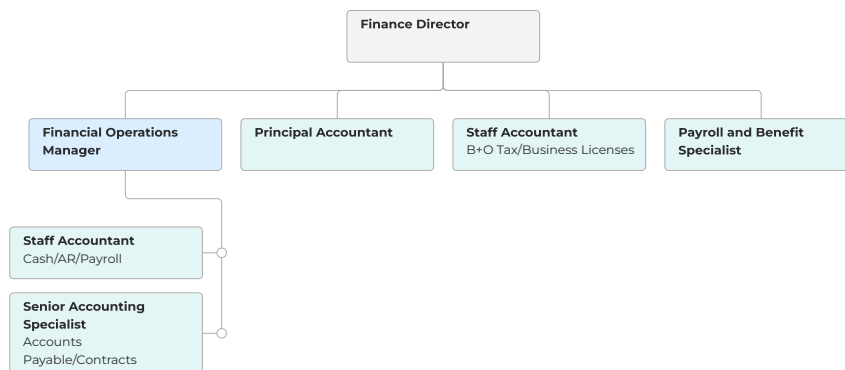 Finance Director
Financial Operations
Manager
Principal Accountant
Staff Accountant
B+O Tax/Business Licenses
Payroll and Benefit
Specialist
Staff Accountant
Cash/AR/Payroll
Senior Accounting
Specialist
Accounts
Payable/Contracts